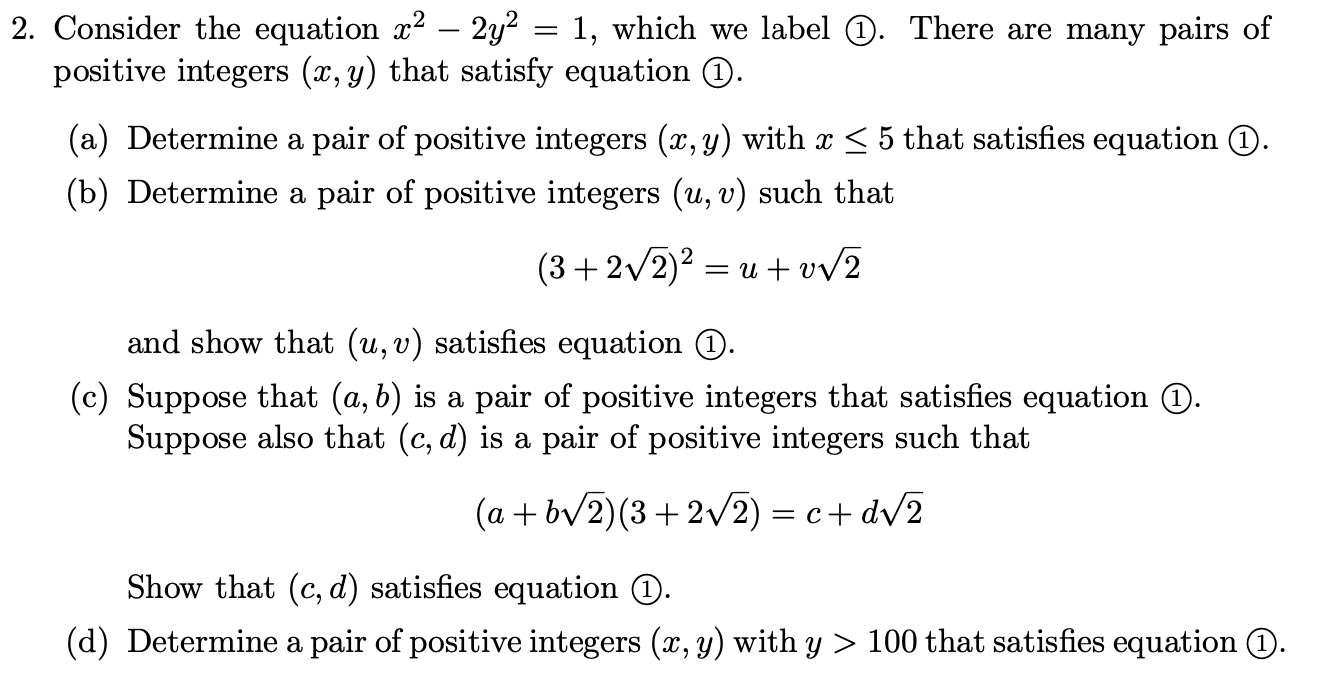 2. Consider the equation x² − 2y² = 1, which we label ①. There are many pairs of
positive integers (x, y) that satisfy equation ①.
(a) Determine a pair of positive integers (x, y) with x ≤ 5 that satisfies equation ①.
(b) Determine a pair of positive integers (u, v) such that
(3 + 2√2)² = u + v√2
and show that (u, v) satisfies equation ①.
(c) Suppose that (a, b) is a pair of positive integers that satisfies equation ①.
Suppose also that (c, d) is a pair of positive integers such that
(a + b√2)(3 + 2√2) = c + d√2
Show that (c, d) satisfies equation ①.
(d) Determine a pair of positive integers (x, y) with y > 100 that satisfies equation ①.